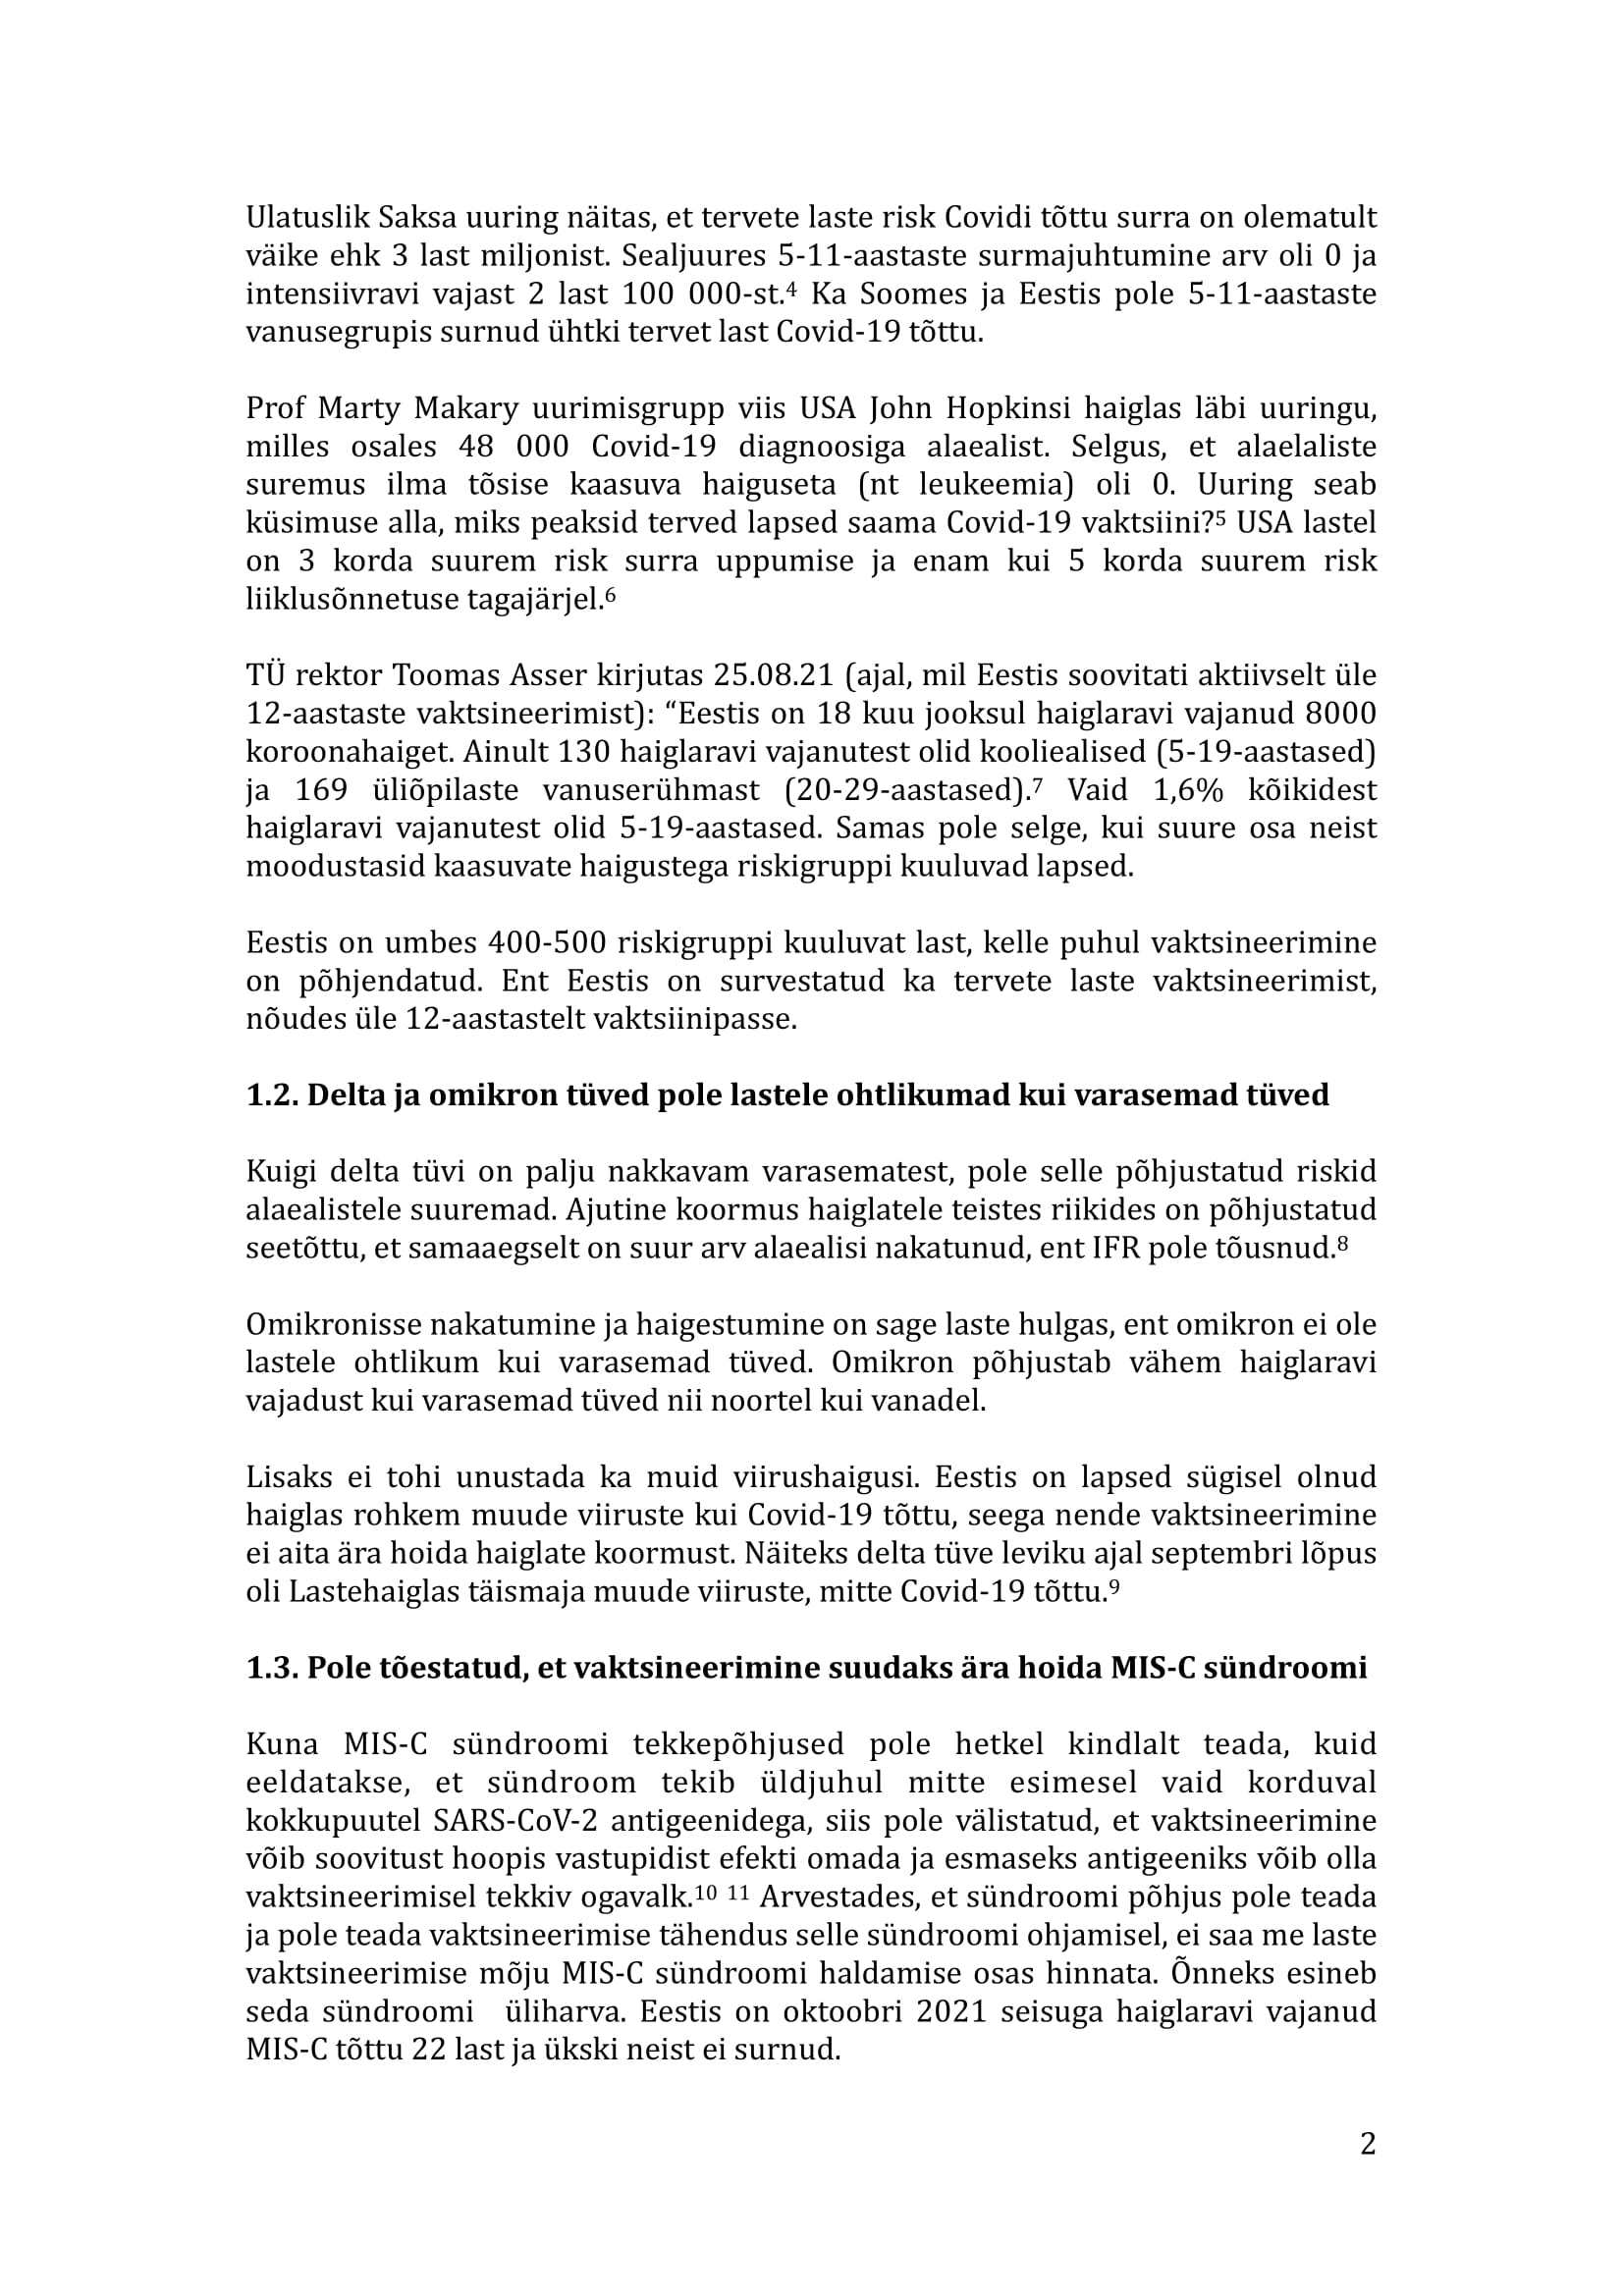 Ulatuslik Saksa uuring näitas, et tervete laste risk Covidi tõttu surra on olematult
väike ehk 3 last miljonist. Sealjuures 5-11-aastaste surmajuhtumine arv oli 0 ja
intensiivravi vajast 2 last 100 000-st.⁴ Ka Soomes ja Eestis pole 5-11-aastaste
vanusegrupis surnud ühtki tervet last Covid-19 tõttu.
Prof Marty Makary uurimisgrupp viis USA John Hopkinsi haiglas läbi uuringu,
milles osales 48 000 Covid-19 diagnoosiga alaealist. Selgus, et alaelaliste
suremus ilma tõsise kaasuva haiguseta (nt leukeemia) oli 0. Uuring seab
küsimuse alla, miks peaksid terved lapsed saama Covid-19 vaktsiini?⁵ USA lastel
on 3 korda suurem risk surra uppumise ja enam kui 5 korda suurem risk
liiklusõnnetuse tagajärjel.⁶
TÜ rektor Toomas Asser kirjutas 25.08.21 (ajal, mil Eestis soovitati aktiivselt üle
12-aastaste vaktsineerimist): “Eestis on 18 kuu jooksul haiglaravi vajanud 8000
koroonahaiget. Ainult 130 haiglaravi vajanutest olid kooliealised (5-19-aastased)
ja 169 üliõpilaste vanuserühmast (20-29-aastased).⁷ Vaid 1,6% kõikidest
haiglaravi vajanutest olid 5-19-aastased. Samas pole selge, kui suure osa neist
moodustasid kaasuvate haigustega riskigruppi kuuluvad lapsed.
Eestis on umbes 400-500 riskigruppi kuuluvat last, kelle puhul vaktsineerimine
on põhjendatud. Ent Eestis on survestatud ka tervete laste vaktsineerimist,
nõudes üle 12-aastastelt vaktsiinipasse.
1.2. Delta ja omikron tüved pole lastele ohtlikumad kui varasemad tüved
Kuigi delta tüvi on palju nakkavam varasematest, pole selle põhjustatud riskid
alaealistele suuremad. Ajutine koormus haiglatele teistes riikides on põhjustatud
seetõttu, et samaaegselt on suur arv alaealisi nakatunud, ent IFR pole tõusnud.⁸
Omikronisse nakatumine ja haigestumine on sage laste hulgas, ent omikron ei ole
lastele ohtlikum kui varasemad tüved. Omikron põhjustab vähem haiglaravi
vajadust kui varasemad tüved nii noortel kui vanadel.
Lisaks ei tohi unustada ka muid viirushaigusi. Eestis on lapsed sügisel olnud
haiglas rohkem muude viiruste kui Covid-19 tõttu, seega nende vaktsineerimine
ei aita ära hoida haiglate koormust. Näiteks delta tüve leviku ajal septembri lõpus
oli Lastehaiglas täismaja muude viiruste, mitte Covid-19 tõttu.⁹
1.3. Pole tõestatud, et vaktsineerimine suudaks ära hoida MIS-C sündroomi
Kuna MIS-C sündroomi tekkepõhjused pole hetkel kindlalt teada, kuid
eeldatakse, et sündroom tekib üldjuhul mitte esimesel vaid korduval
kokkupuutel SARS-CoV-2 antigeenidega, siis pole välistatud, et vaktsineerimine
võib soovitust hoopis vastupidist efekti omada ja esmaseks antigeeniks võib olla
vaktsineerimisel tekkiv ogavalk.¹⁰ ¹¹ Arvestades, et sündroomi põhjus pole teada
ja pole teada vaktsineerimise tähendus selle sündroomi ohjamisel, ei saa me laste
vaktsineerimise mõju MIS-C sündroomi haldamise osas hinnata. Õnneks esineb
seda sündroomi üliharva. Eestis on oktoobri 2021 seisuga haiglaravi vajanud
MIS-C tõttu 22 last ja ükski neist ei surnud.
2